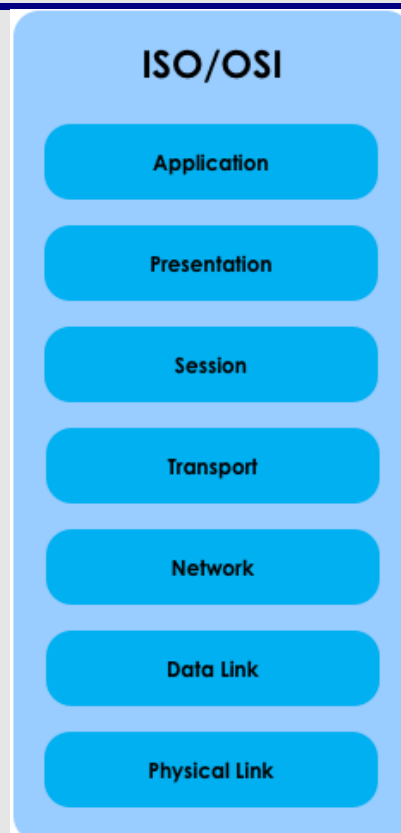 ISO/OSI
Application
Presentation
Session
Transport
Network
Data Link
Physical Link